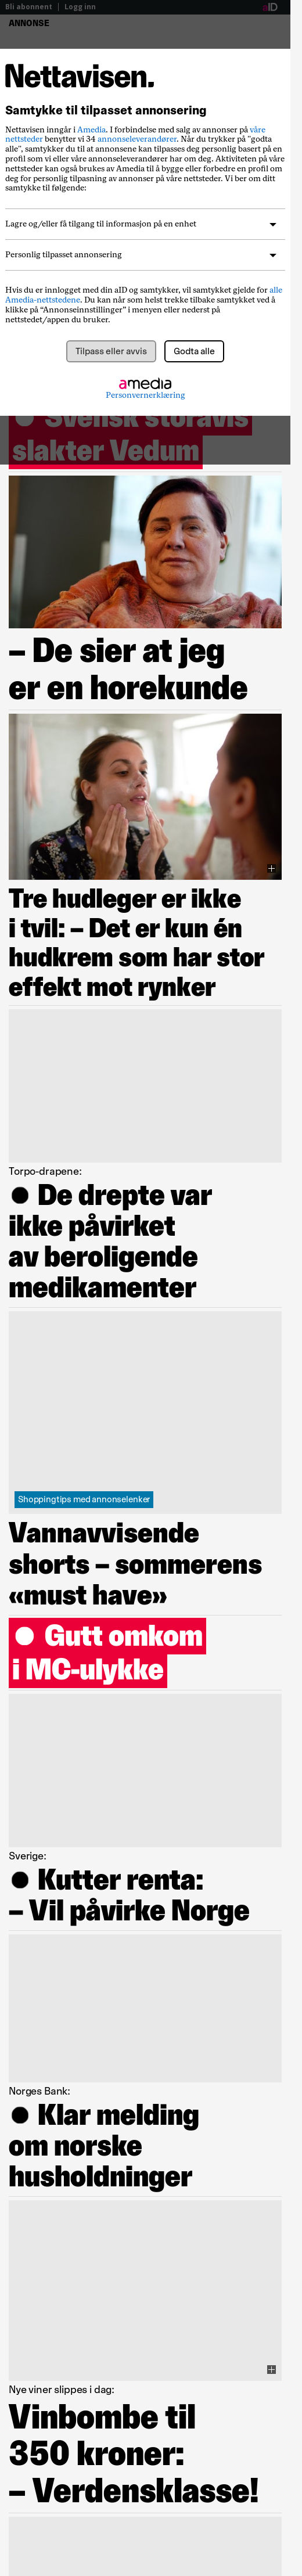 Bli abonnent | Logg inn
aID
ANNONSE
Nettavisen.
Samtykke til tilpasset annonsering
Nettavisen inngår i Amedia. I forbindelse med salg av annonser på våre
nettsteder benytter vi 34 annonseleverandører. Når du trykker på "godta
alle", samtykker du til at annonsene kan tilpasses deg personlig basert på en
profil som vi eller våre annonseleverandører har om deg. Aktiviteten på våre
nettsteder kan også brukes av Amedia til å bygge eller forbedre en profil om
deg for personlig tilpasning av annonser på våre nettsteder. Vi ber om ditt
samtykke til følgende:
Lagre og/eller få tilgang til informasjon på en enhet
Personlig tilpasset annonsering
Hvis du er innlogget med din aID og samtykker, vil samtykket gjelde for alle
Amedia-nettstedene. Du kan når som helst trekke tilbake samtykket ved å
klikke på “Annonseinnstillinger” i menyen eller nederst på
nettstedet/appen du bruker.
Tilpass eller avvis
Godta alle
amedia
Personvernerklæring
Svensk storavis
slakter Vedum
– De sier at jeg
er en horekunde
Tre hudleger er ikke
i tvil: – Det er kun én
hudkrem som har stor
effekt mot rynker
Torpo-drapene:
De drepte var
ikke påvirket
av beroligende
medikamenter
Shoppingtips med annonselenker
Vannavvisende
shorts – sommerens
«must have»
Gutt omkom
i MC-ulykke
Sverige:
Kutter renta:
– Vil påvirke Norge
Norges Bank:
Klar melding
om norske
husholdninger
Nye viner slippes i dag:
Vinbombe til
350 kroner:
– Verdensklasse!